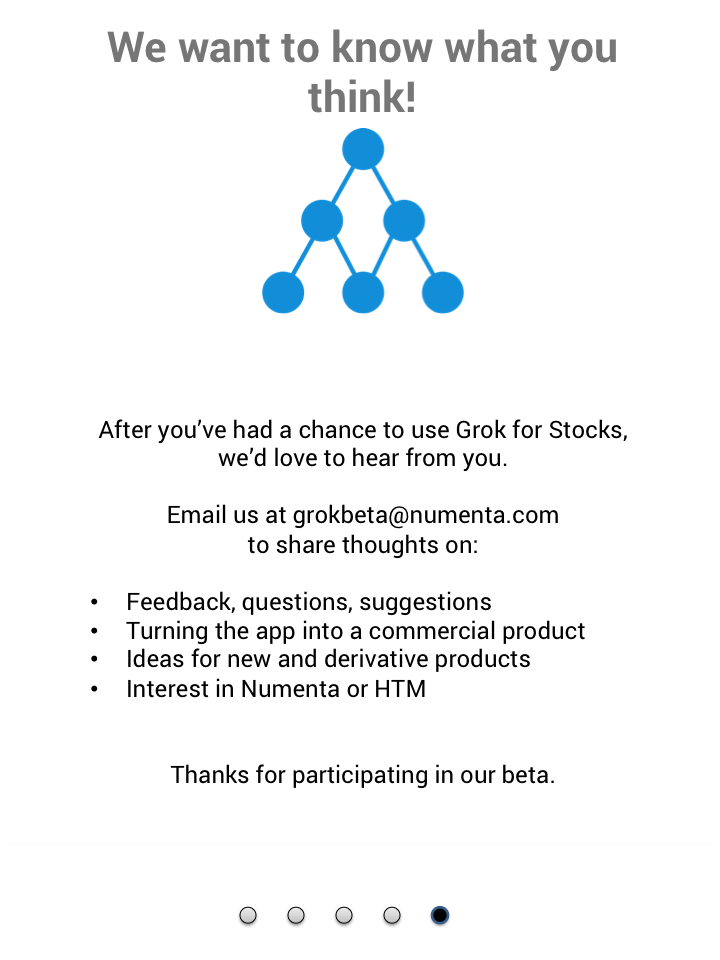 We want to know what you
think!
After you’ve had a chance to use Grok for Stocks,
we’d love to hear from you.
Email us at grokbeta@numenta.com
to share thoughts on:
• Feedback, questions, suggestions
• Turning the app into a commercial product
• Ideas for new and derivative products
• Interest in Numenta or HTM
Thanks for participating in our beta.